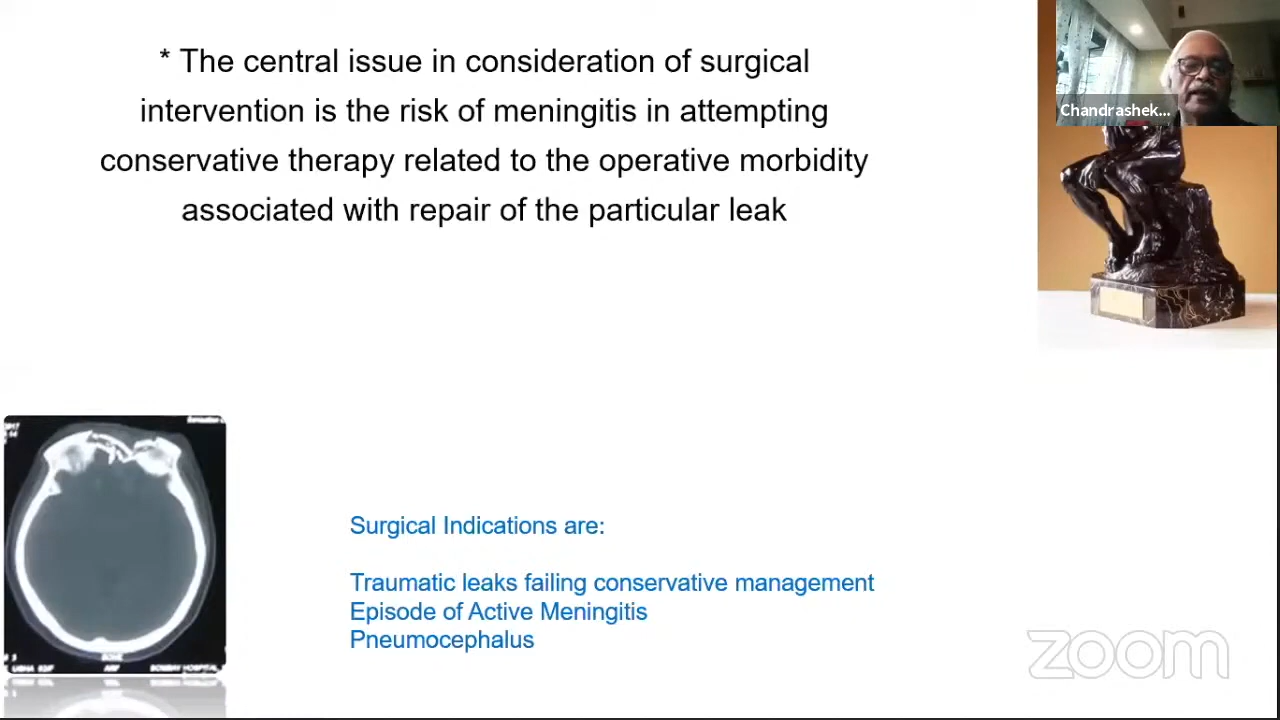 * The central issue in consideration of surgical
intervention is the risk of meningitis in attempting
conservative therapy related to the operative morbidity
associated with repair of the particular leak
Chandrashek...
Surgical Indications are:
Traumatic leaks failing conservative management
Episode of Active Meningitis
Pneumocephalus
BOMBAY HOSPITAL
zoom